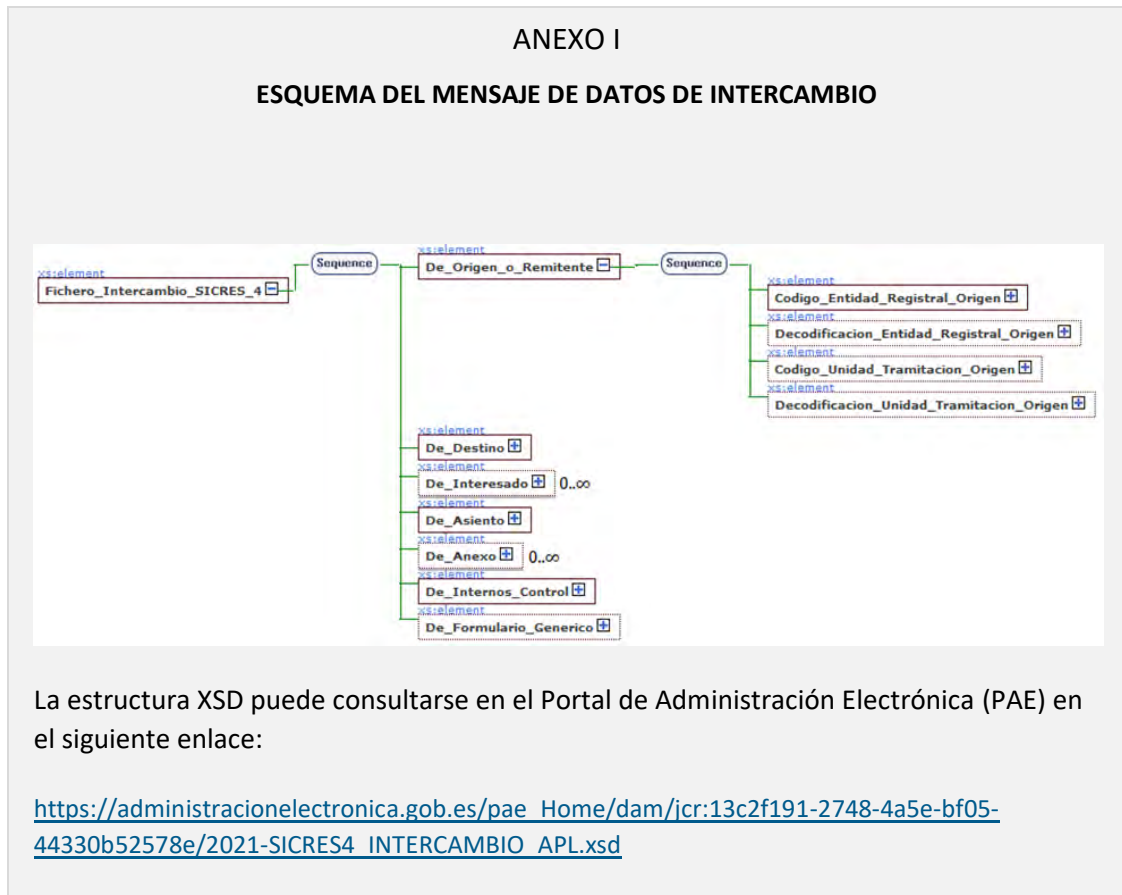 ANEXO I
ESQUEMA DEL MENSAJE DE DATOS DE INTERCAMBIO
xs:element
Fichero_Intercambio_SICRES_4
Sequence
xs:element
De_Origen_o_Remitente
Sequence
xs:element
Codigo_Entidad_Registral_Origen
xs:element
Decodificacion_Entidad_Registral_Origen
xs:element
Codigo_Unidad_Tramitacion_Origen
xs:element
Decodificacion_Unidad_Tramitacion_Origen
xs:element
De_Destino
xs:element
De_Interesado 0..∞
xs:element
De_Asiento
xs:element
De_Anexo 0..∞
xs:element
De_Internos_Control
xs:element
De_Formulario_Generico
La estructura XSD puede consultarse en el Portal de Administración Electrónica (PAE) en
el siguiente enlace:
https://administracionelectronica.gob.es/pae_Home/dam/jcr:13c2f191-2748-4a5e-bf05-
44330b52578e/2021-SICRES4_INTERCAMBIO_APL.xsd